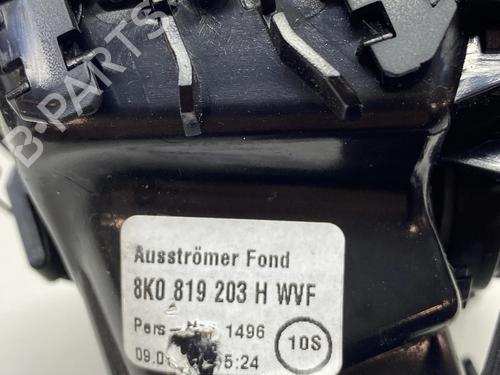 B-PARTS
Ausströmer Fond
8K0 819 203 H WVF
1496
10S